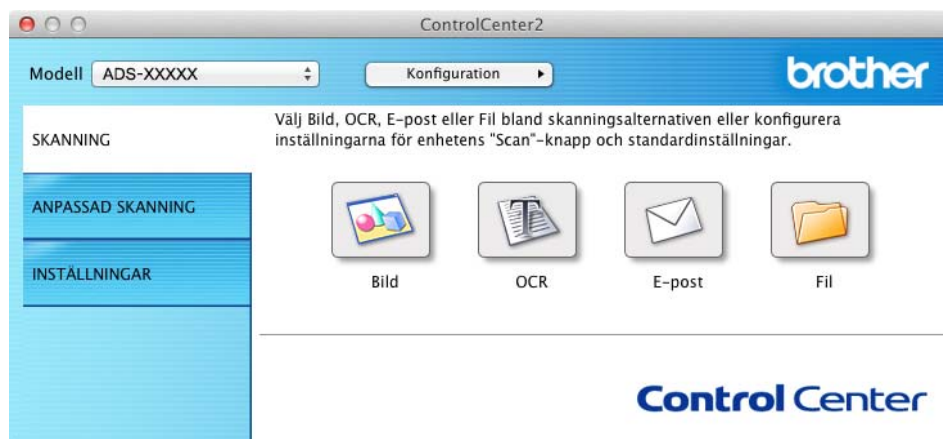 ControlCenter2
Modell ADS-XXXXX Konfiguration
brother
SKANNING
ANPASSAD SKANNING
INSTÄLLNINGAR
Välj Bild, OCR, E-post eller Fil bland skanningsalternativen eller konfigurera
inställningarna för enhetens "Scan"-knapp och standardinställningar.
Bild OCR E-post Fil
Control Center